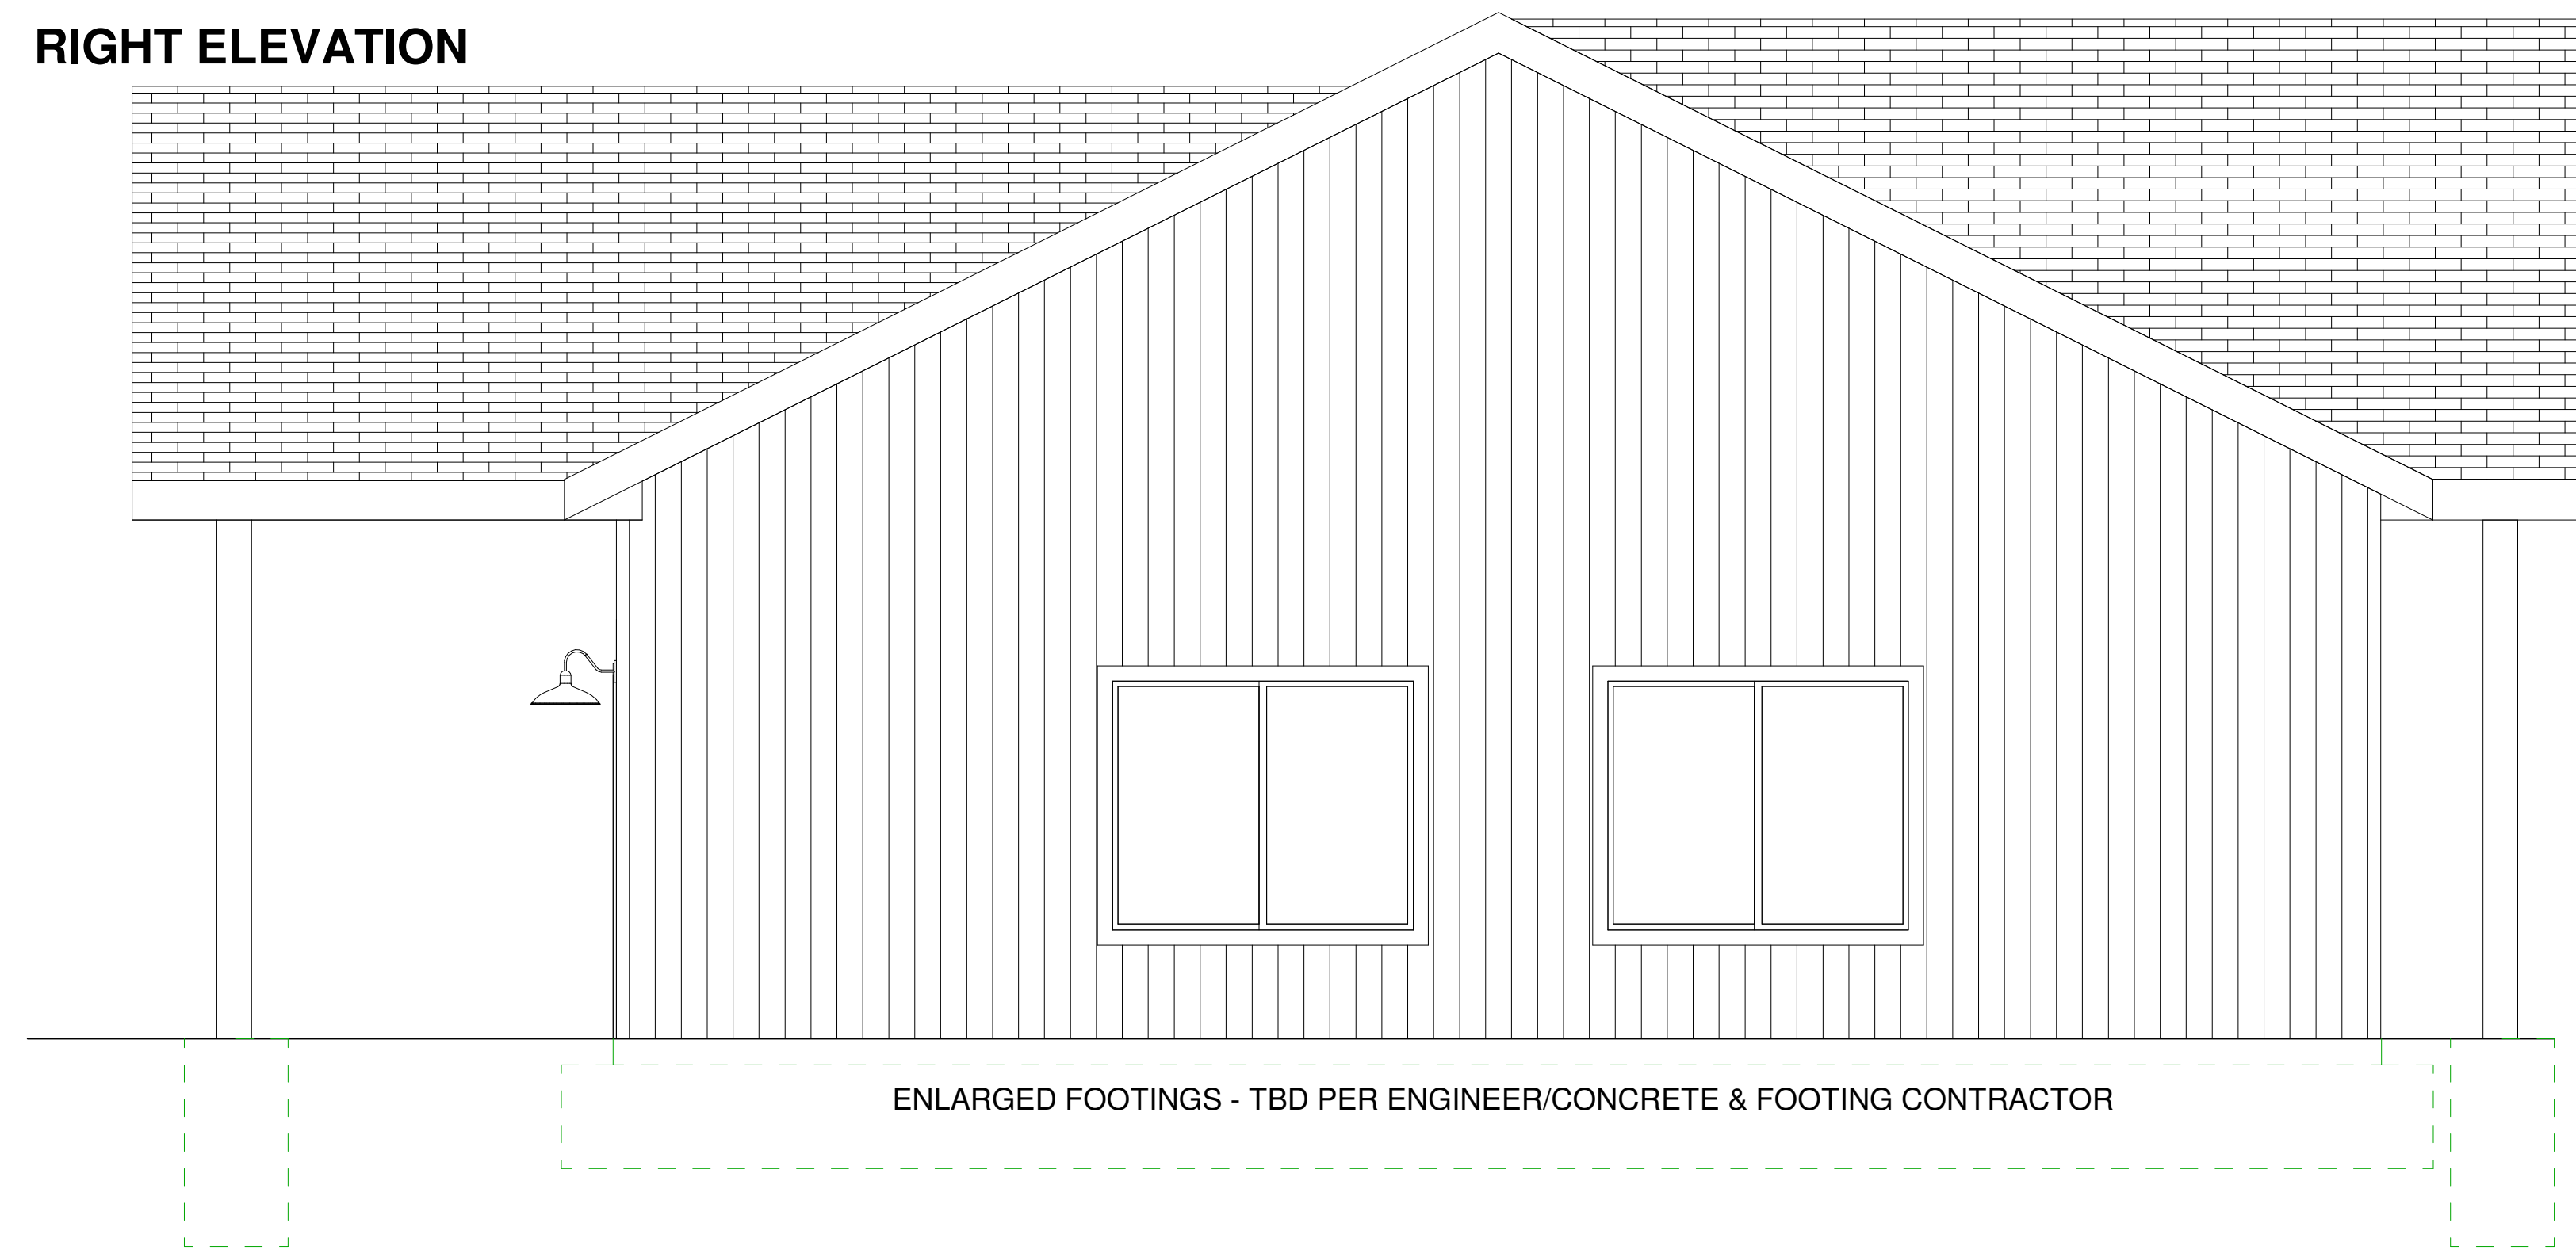 RIGHT ELEVATION
ENLARGED FOOTINGS - TBD PER ENGINEER/CONCRETE & FOOTING CONTRACTOR